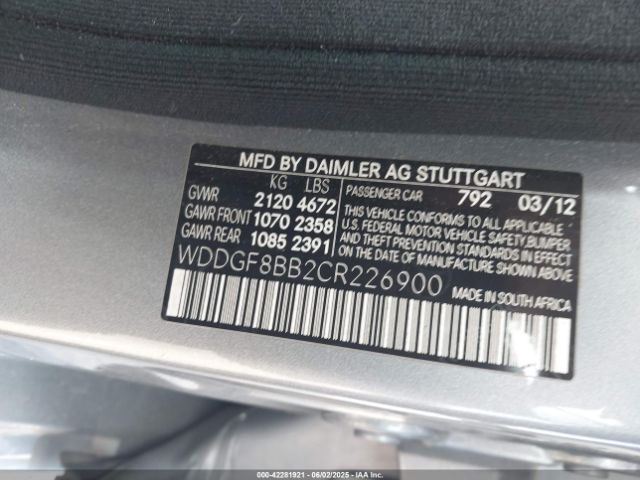 MFD BY DAIMLER AG STUTTGART
KG LBS
GVWR 2120 4672
GAWR FRONT 1070 2358
GAWR REAR 1085 2391
PASSENGER CAR 792 03/12
THIS VEHICLE CONFORMS TO ALL APPLICABLE
U.S. FEDERAL MOTOR VEHICLE SAFETY, BUMPER
AND THEFT PREVENTION STANDARDS IN EFFECT
ON THE DATE OF MANUFACTURE SHOWN ABOVE.
WDDGF8BB2CR226900
MADE IN SOUTH AFRICA
000-42281921 - 06/02/2025 - IAAI.COM